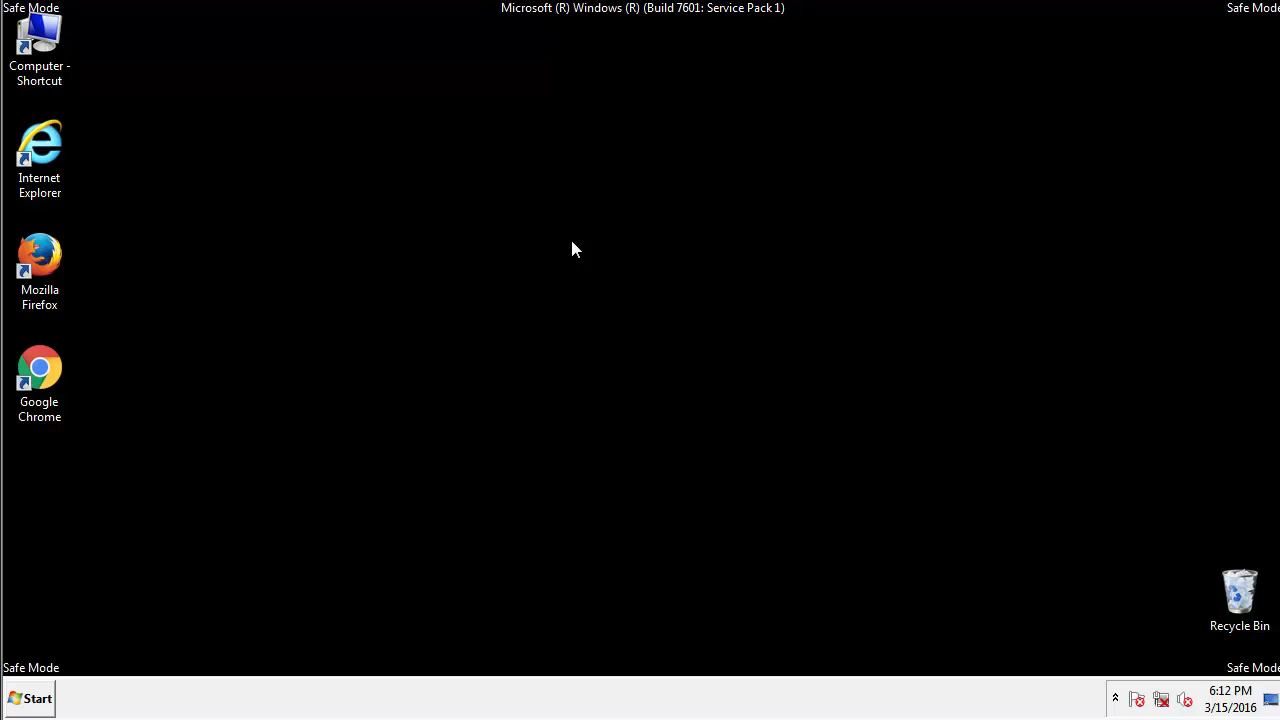 Safe Mode
Microsoft (R) Windows (R) (Build 7601: Service Pack 1)
Safe Mode
Computer -
Shortcut
Internet
Explorer
Mozilla
Firefox
Google
Chrome
Recycle Bin
Safe Mode
Safe Mode
Start
6:12 PM
3/15/2016